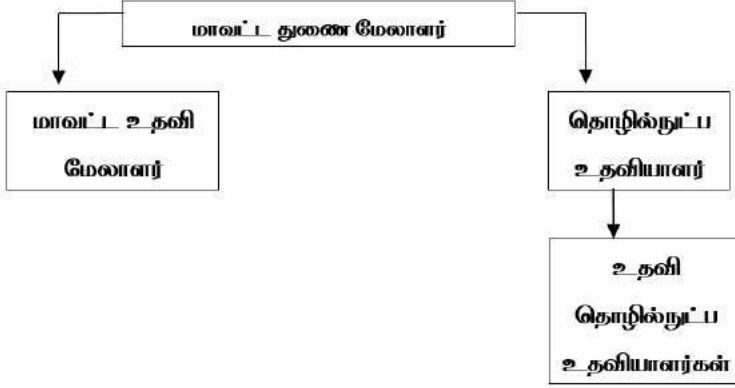 மாவட்ட துணை மேலாளர்
மாவட்ட உதவி
மேலாளர்
தொழில்நுட்ப
உதவியாளர்
உதவி
தொழில்நுட்ப
உதவியாளர்கள்